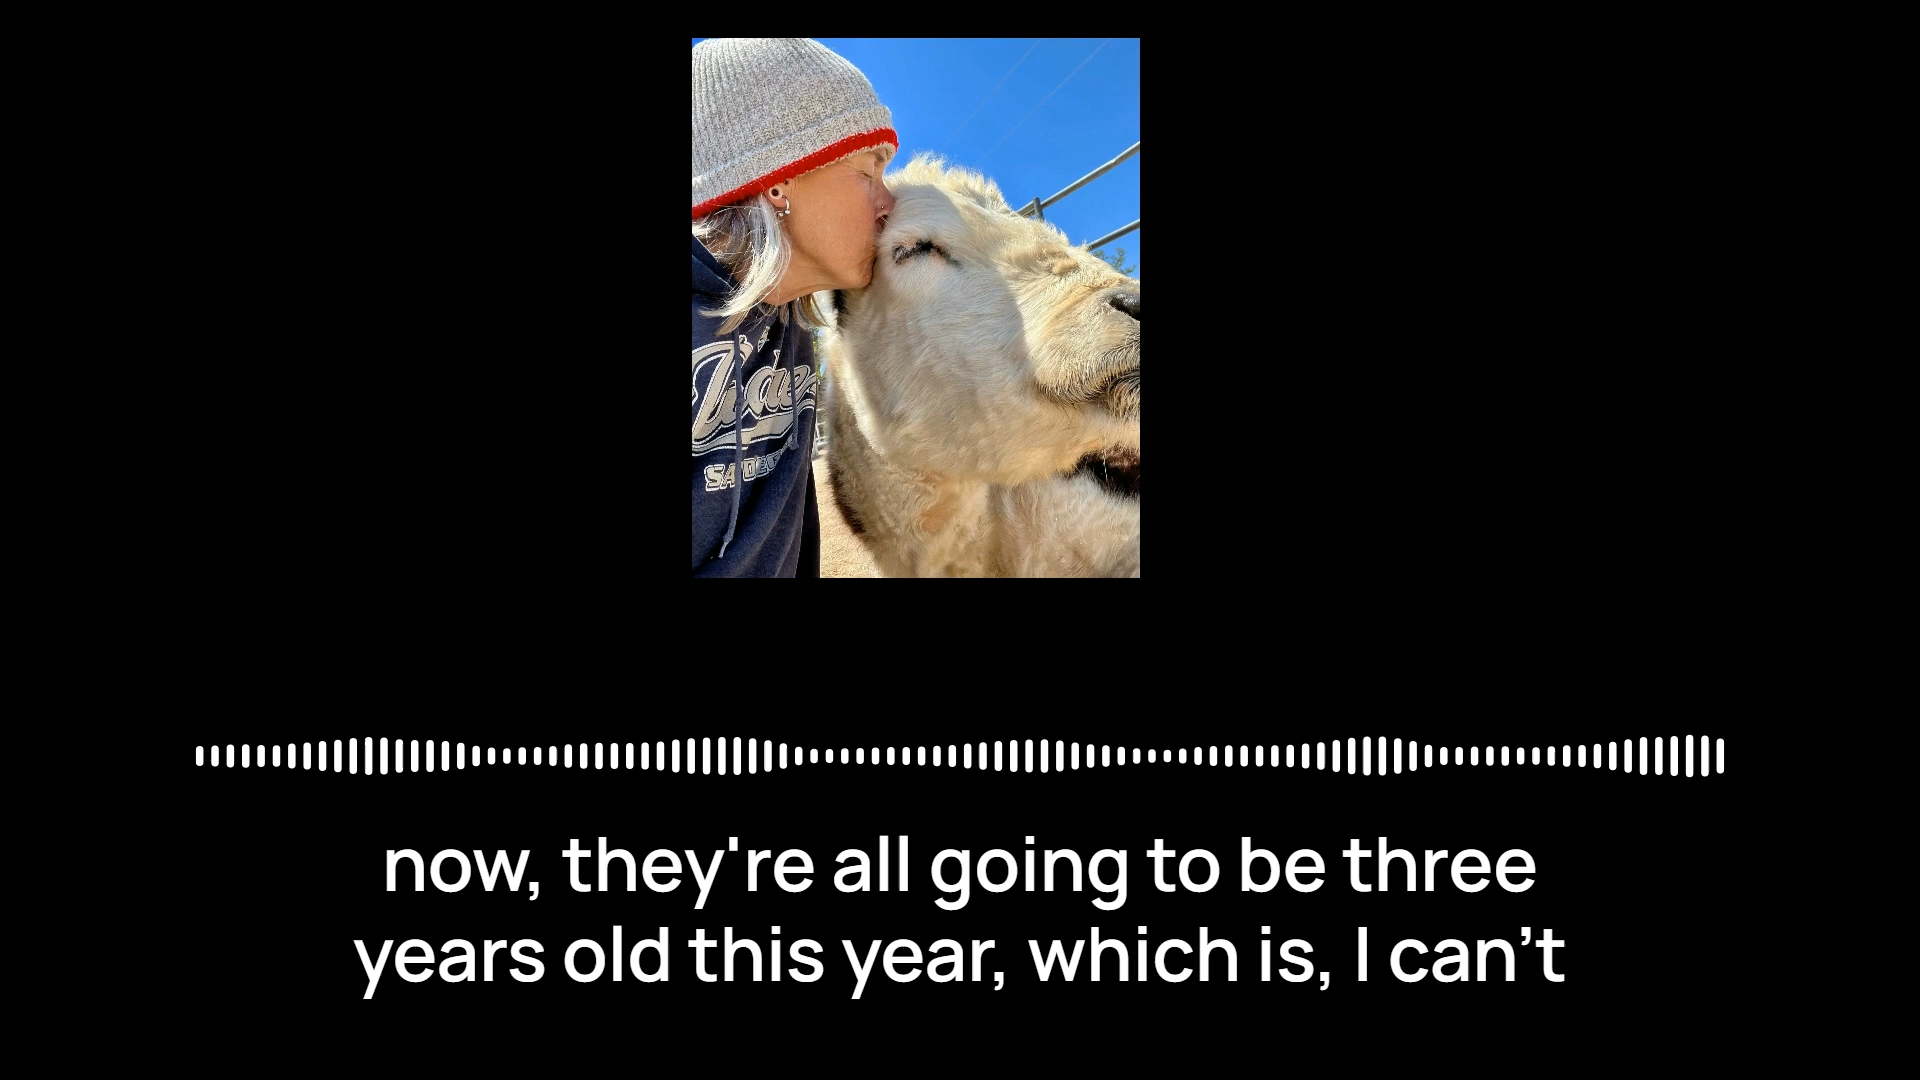 now, they're all going to be three
years old this year, which is, I can’t